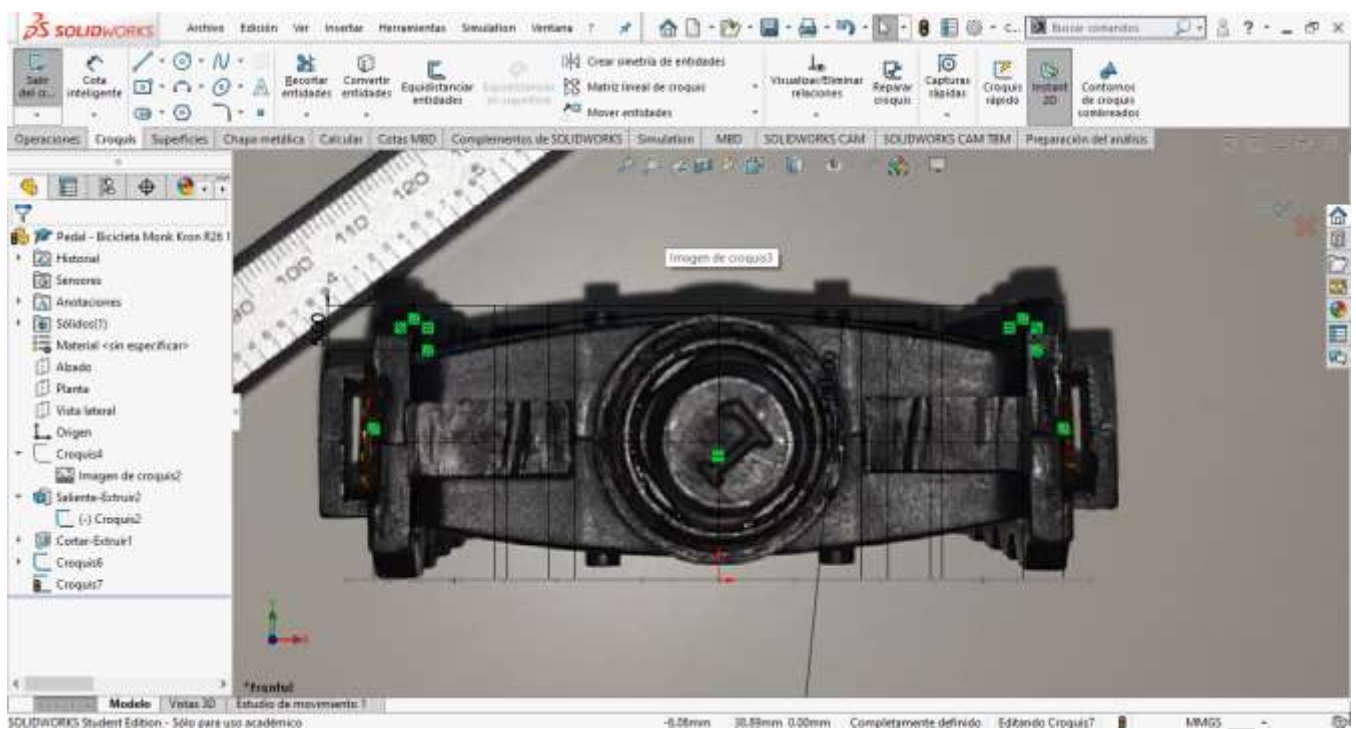 SOLIDWORKS Archivo Edición Ver Insertar Herramientas Simulation Ventana ?
Buscar comandos
Salir del cr...
Cota inteligente
Recortar entidades
Convertir entidades
Equidistanciar entidades
Crear simetría de entidades
Matriz lineal de croquis
Mover entidades
Visualizar/Eliminar relaciones
Reparar croquis
Capturas rápidas
Croquis rápido
Instant 2D
Contornos de croquis sombreados
Operaciones Croquis Superficies Chapa metálica Calcular Cotas MBD Complementos de SOLIDWORKS Simulation MBD SOLIDWORKS CAM SOLIDWORKS CAM TBM Preparación del análisis
Pedal - Bicicleta Monk Kron R26 1
Historial
Sensores
Anotaciones
Sólidos(1)
Material <sin especificar>
Alzado
Planta
Vista lateral
Origen
Croquis4
Imagen de croquis2
Saliente-Extruir2
(-) Croquis2
Cortar-Extruir1
Croquis6
Croquis7
100 110 120
Imagen de croquis3
*Frontal
Modelo Vistas 3D Estudio de movimiento 1
SOLIDWORKS Student Edition - Sólo para uso académico
-6.08mm 38.89mm 0.00mm Completamente definido Editando Croquis7 MMGS